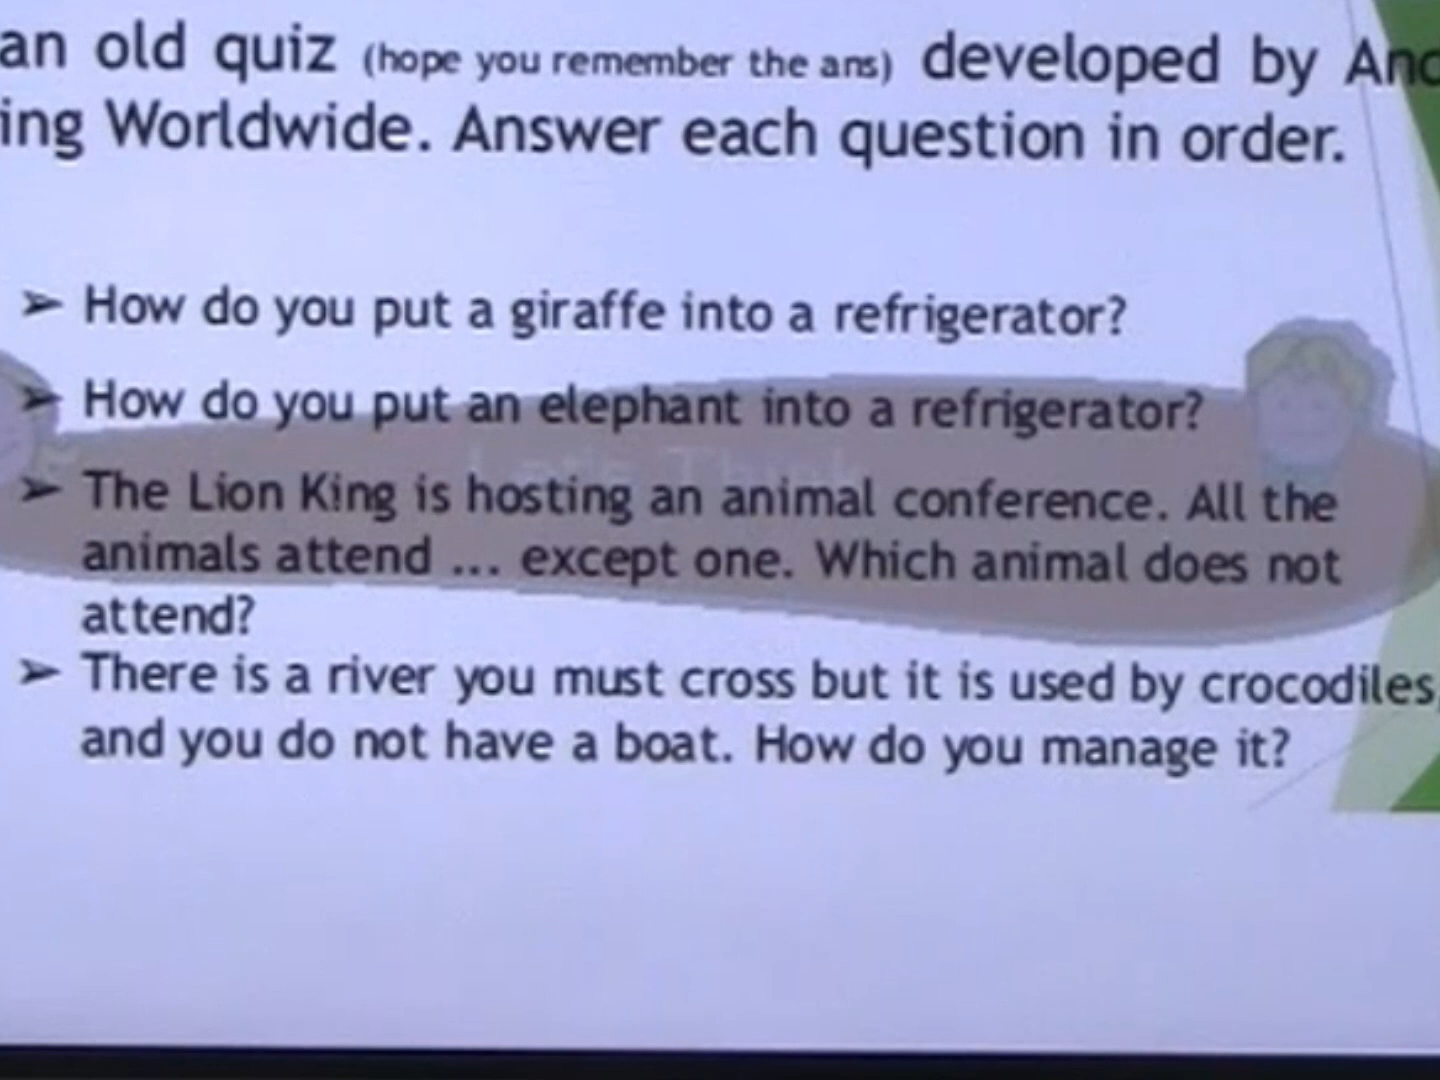 an old quiz (hope you remember the ans) developed by And
ing Worldwide. Answer each question in order.
➢ How do you put a giraffe into a refrigerator?
➢ How do you put an elephant into a refrigerator?
➢ The Lion King is hosting an animal conference. All the
animals attend ... except one. Which animal does not
attend?
➢ There is a river you must cross but it is used by crocodiles,
and you do not have a boat. How do you manage it?
Let's Think